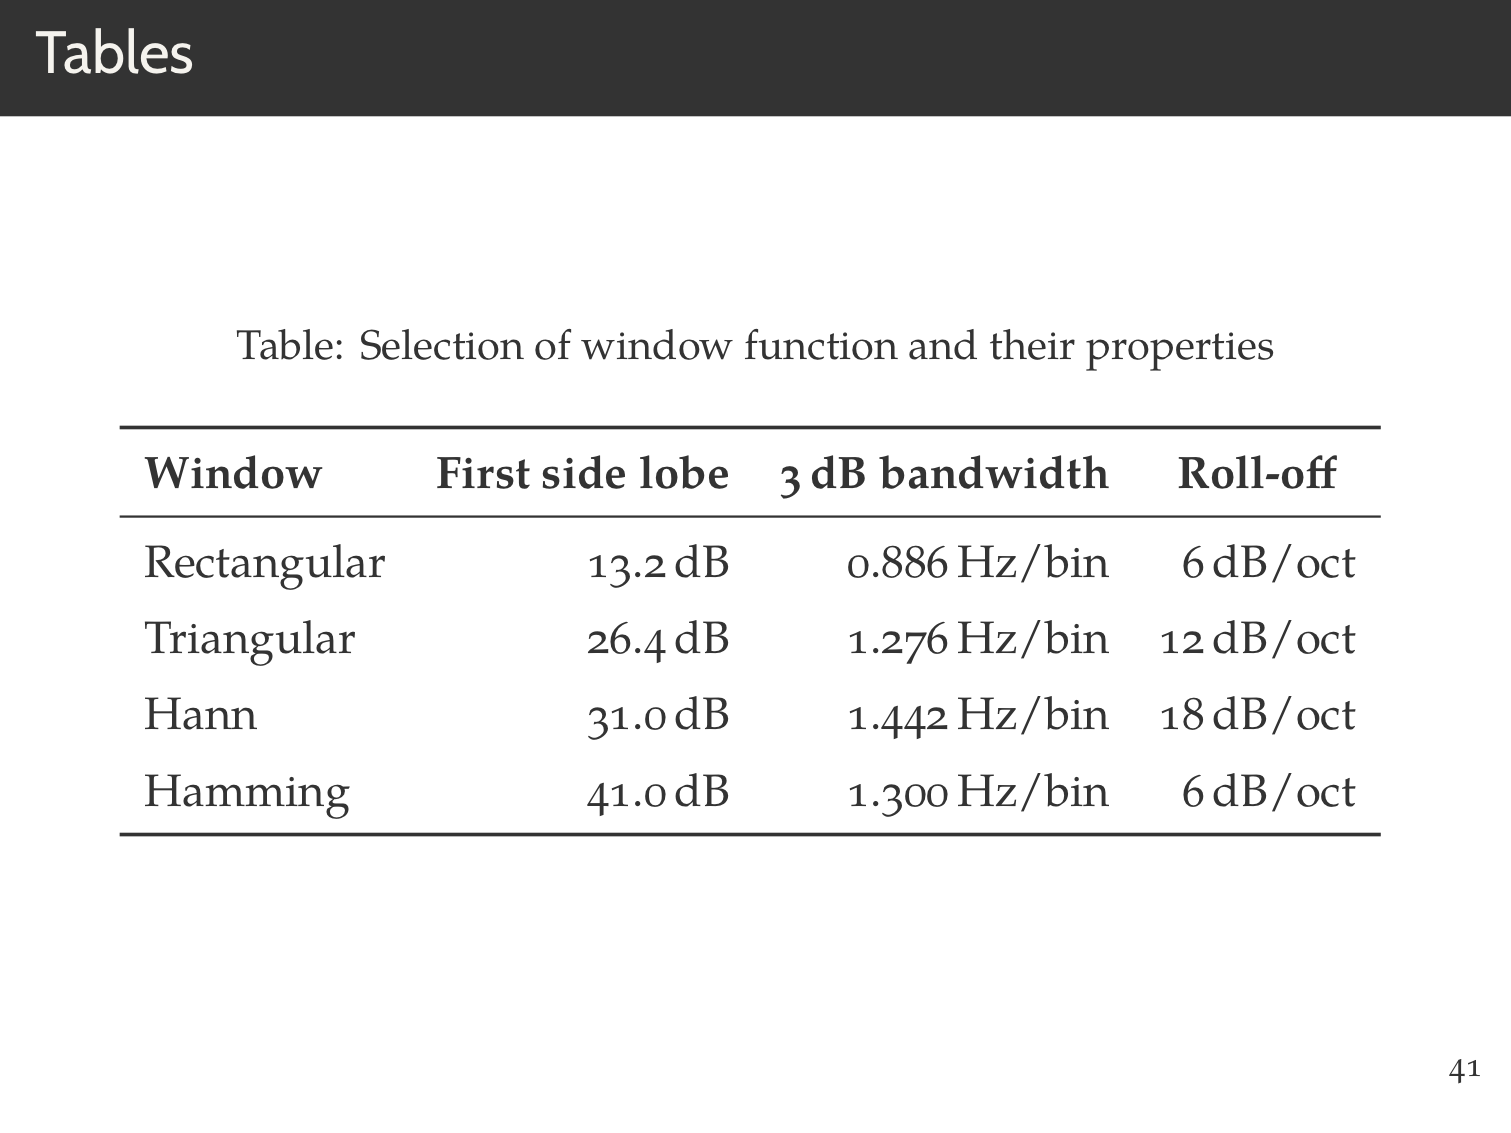 Tables
Table: Selection of window function and their properties
Window First side lobe 3 dB bandwidth Roll-off
Rectangular 13.2 dB 0.886 Hz/bin 6 dB/oct
Triangular 26.4 dB 1.276 Hz/bin 12 dB/oct
Hann 31.0 dB 1.442 Hz/bin 18 dB/oct
Hamming 41.0 dB 1.300 Hz/bin 6 dB/oct
41